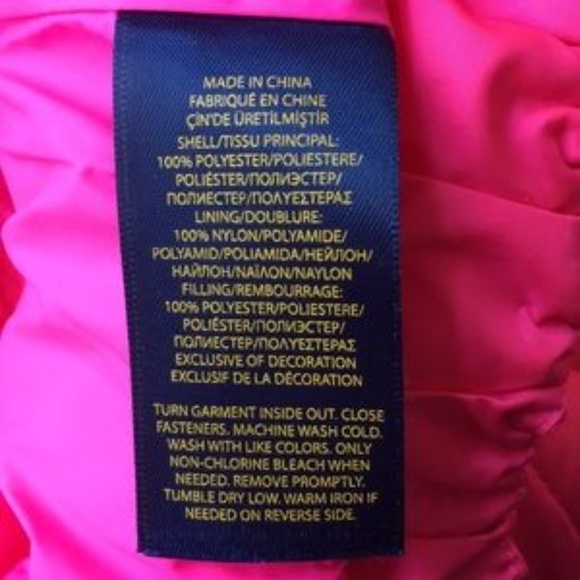 MADE IN CHINA
FABRIQUÉ EN CHINE
ÇİN'DE ÜRETİLMİŞTİR
SHELL/TISSU PRINCIPAL:
100% POLYESTER/POLIESTERE/
POLIÉSTER/ПОЛИЭСТЕР/
ПОЛИЕСТЕР/ΠΟΛΥΕΣΤΕΡΑΣ
LINING/DOUBLURE:
100% NYLON/POLYAMIDE/
POLYAMID/POLIAMIDA/НЕЙЛОН/
НАЙЛОН/ΝΑΪΛΟΝ/NAYLON
FILLING/REMBOURRAGE:
100% POLYESTER/POLIESTERE/
POLIÉSTER/ПОЛИЭСТЕР/
ПОЛИЕСТЕР/ΠΟΛΥΕΣΤΕΡΑΣ
EXCLUSIVE OF DECORATION
EXCLUSIF DE LA DÉCORATION
TURN GARMENT INSIDE OUT. CLOSE
FASTENERS. MACHINE WASH COLD.
WASH WITH LIKE COLORS. ONLY
NON-CHLORINE BLEACH WHEN
NEEDED. REMOVE PROMPTLY.
TUMBLE DRY LOW. WARM IRON IF
NEEDED ON REVERSE SIDE.